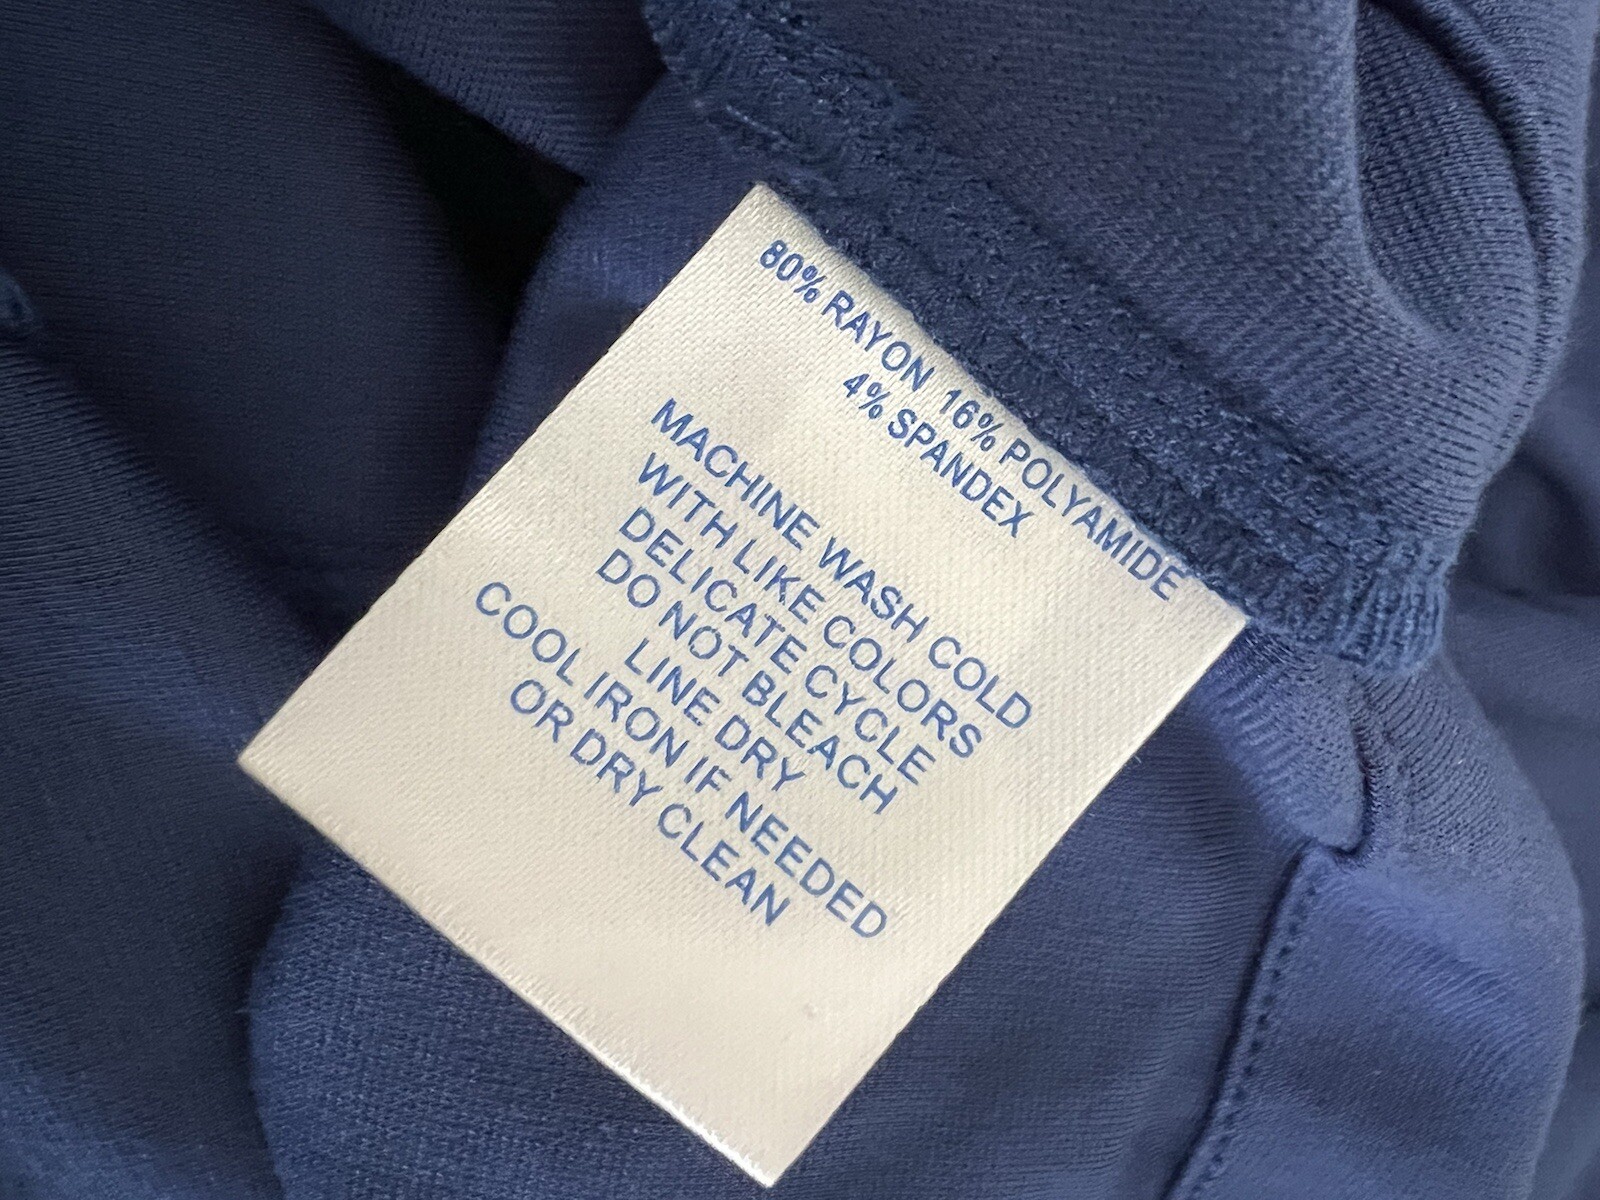 80% RAYON 16% POLYAMIDE
4% SPANDEX
MACHINE WASH COLD
WITH LIKE COLORS
DELICATE CYCLE
DO NOT BLEACH
LINE DRY
COOL IRON IF NEEDED
OR DRY CLEAN